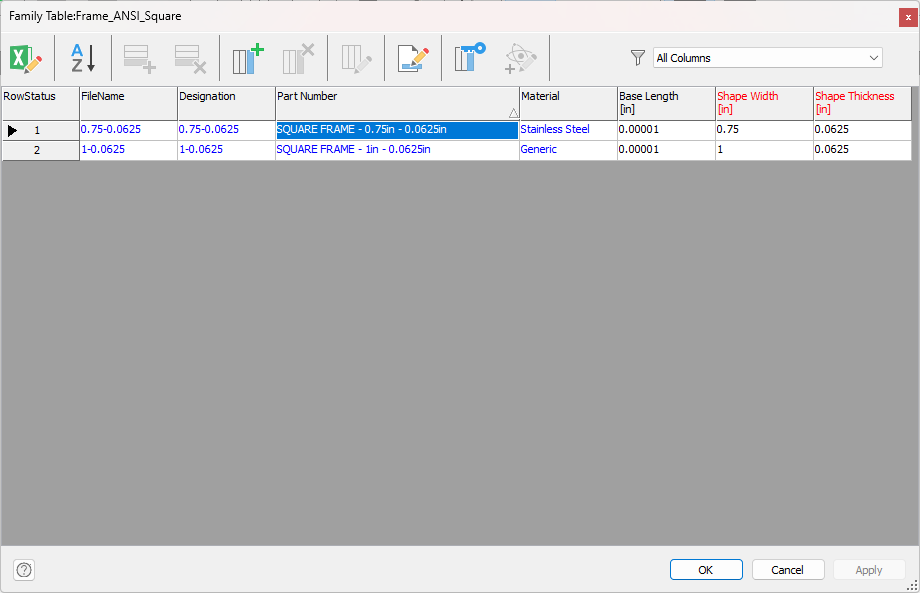 Family Table:Frame_ANSI_Square
x
A
Z
All Columns
RowStatus FileName Designation Part Number Material Base Length [in] Shape Width [in] Shape Thickness [in]
1 0.75-0.0625 0.75-0.0625 SQUARE FRAME - 0.75in - 0.0625in Stainless Steel 0.00001 0.75 0.0625
2 1-0.0625 1-0.0625 SQUARE FRAME - 1in - 0.0625in Generic 0.00001 1 0.0625
? OK Cancel Apply